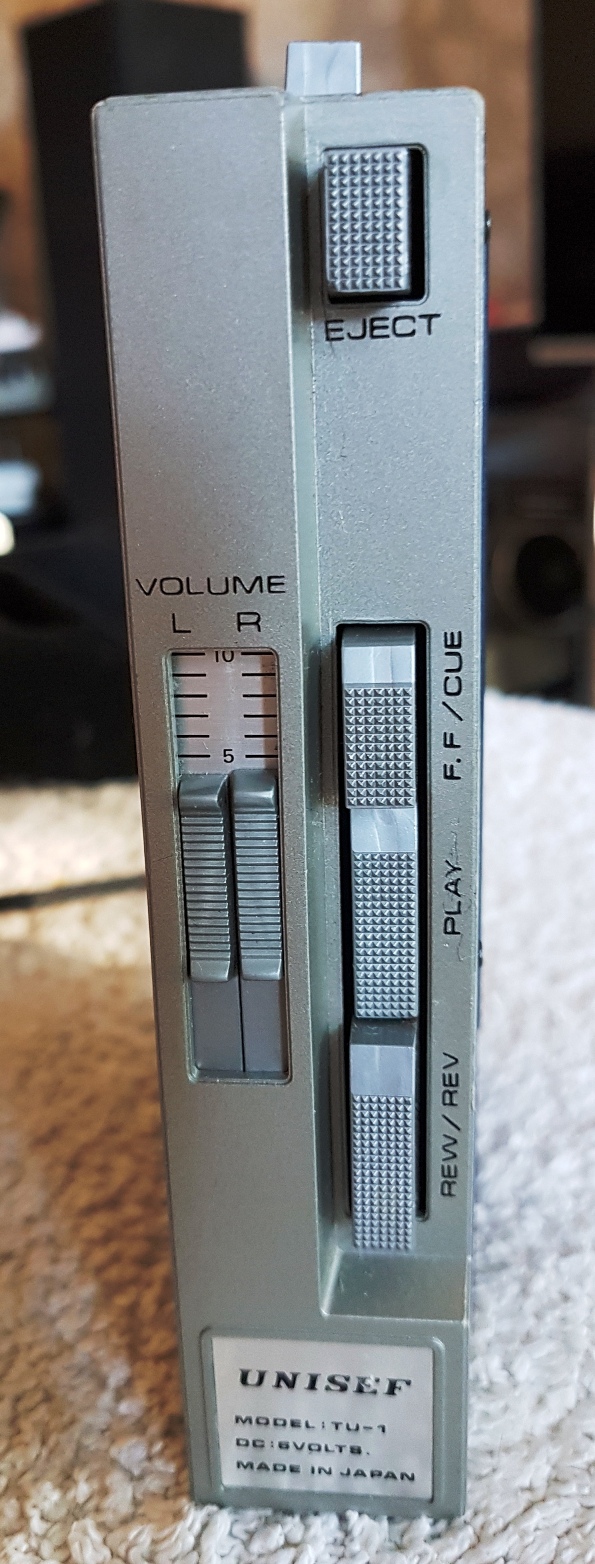 EJECT
VOLUME
L R
10
5
F.F/CUE
PLAY
REW/REV
UNISEF
MODEL:TU-1
DC:6VOLTS.
MADE IN JAPAN